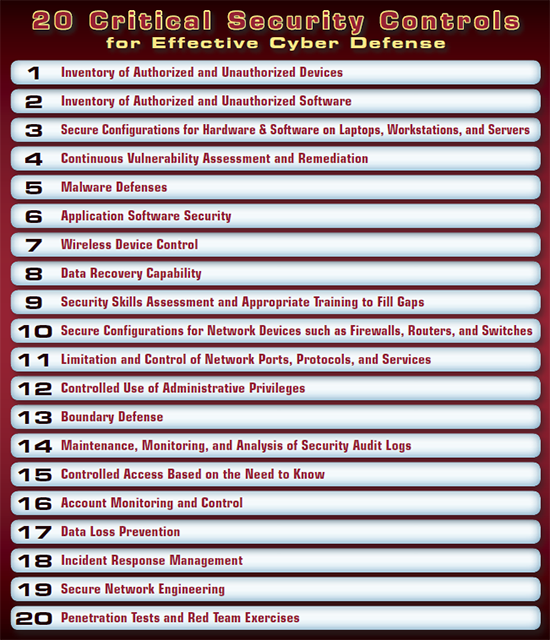 20 Critical Security Controls
for Effective Cyber Defense
1 Inventory of Authorized and Unauthorized Devices
2 Inventory of Authorized and Unauthorized Software
3 Secure Configurations for Hardware & Software on Laptops, Workstations, and Servers
4 Continuous Vulnerability Assessment and Remediation
5 Malware Defenses
6 Application Software Security
7 Wireless Device Control
8 Data Recovery Capability
9 Security Skills Assessment and Appropriate Training to Fill Gaps
10 Secure Configurations for Network Devices such as Firewalls, Routers, and Switches
11 Limitation and Control of Network Ports, Protocols, and Services
12 Controlled Use of Administrative Privileges
13 Boundary Defense
14 Maintenance, Monitoring, and Analysis of Security Audit Logs
15 Controlled Access Based on the Need to Know
16 Account Monitoring and Control
17 Data Loss Prevention
18 Incident Response Management
19 Secure Network Engineering
20 Penetration Tests and Red Team Exercises